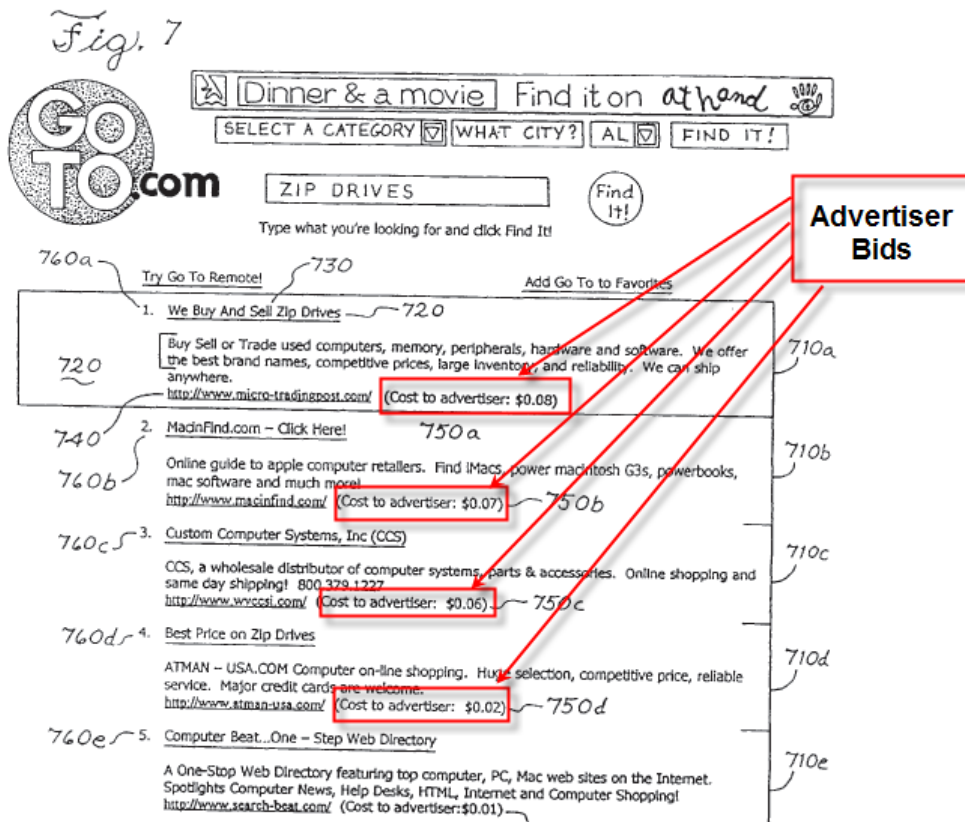 Fig. 7
Dinner & a movie Find it on at hand
GO TO.com
SELECT A CATEGORY WHAT CITY? AL FIND IT!
ZIP DRIVES
Find It!
Type what you're looking for and click Find It!
Advertiser Bids
760a 730
Try Go To Remote! Add Go To to Favorites
1. We Buy And Sell Zip Drives 720
Buy Sell or Trade used computers, memory, peripherals, hardware and software. We offer 710a
720 the best brand names, competitive prices, large inventory, and reliability. We can ship
anywhere.
http://www.micro-tradingpost.com/ (Cost to advertiser: $0.08)
740 2. MacinFind.com – Click Here! 750a
760b Online guide to apple computer retailers. Find iMacs, power macintosh G3s, powerbooks, 710b
mac software and much more!
http://www.macinfind.com/ (Cost to advertiser: $0.07) 750b
760c 3. Custom Computer Systems, Inc (CCS) 710c
CCS, a wholesale distributor of computer systems, parts & accessories. Online shopping and
same day shipping! 800.379.1227
http://www.wvccsi.com/ (Cost to advertiser: $0.06) 750c
760d 4. Best Price on Zip Drives
ATMAN – USA.COM Computer on-line shopping. Huge selection, competitive price, reliable 710d
service. Major credit cards are welcome.
http://www.atman-usa.com/ (Cost to advertiser: $0.02) 750d
760e 5. Computer Beat...One – Step Web Directory
A One-Stop Web Directory featuring top computer, PC, Mac web sites on the Internet. 710e
Spotlights Computer News, Help Desks, HTML, Internet and Computer Shopping!
http://www.search-beat.com/ (Cost to advertiser:$0.01)